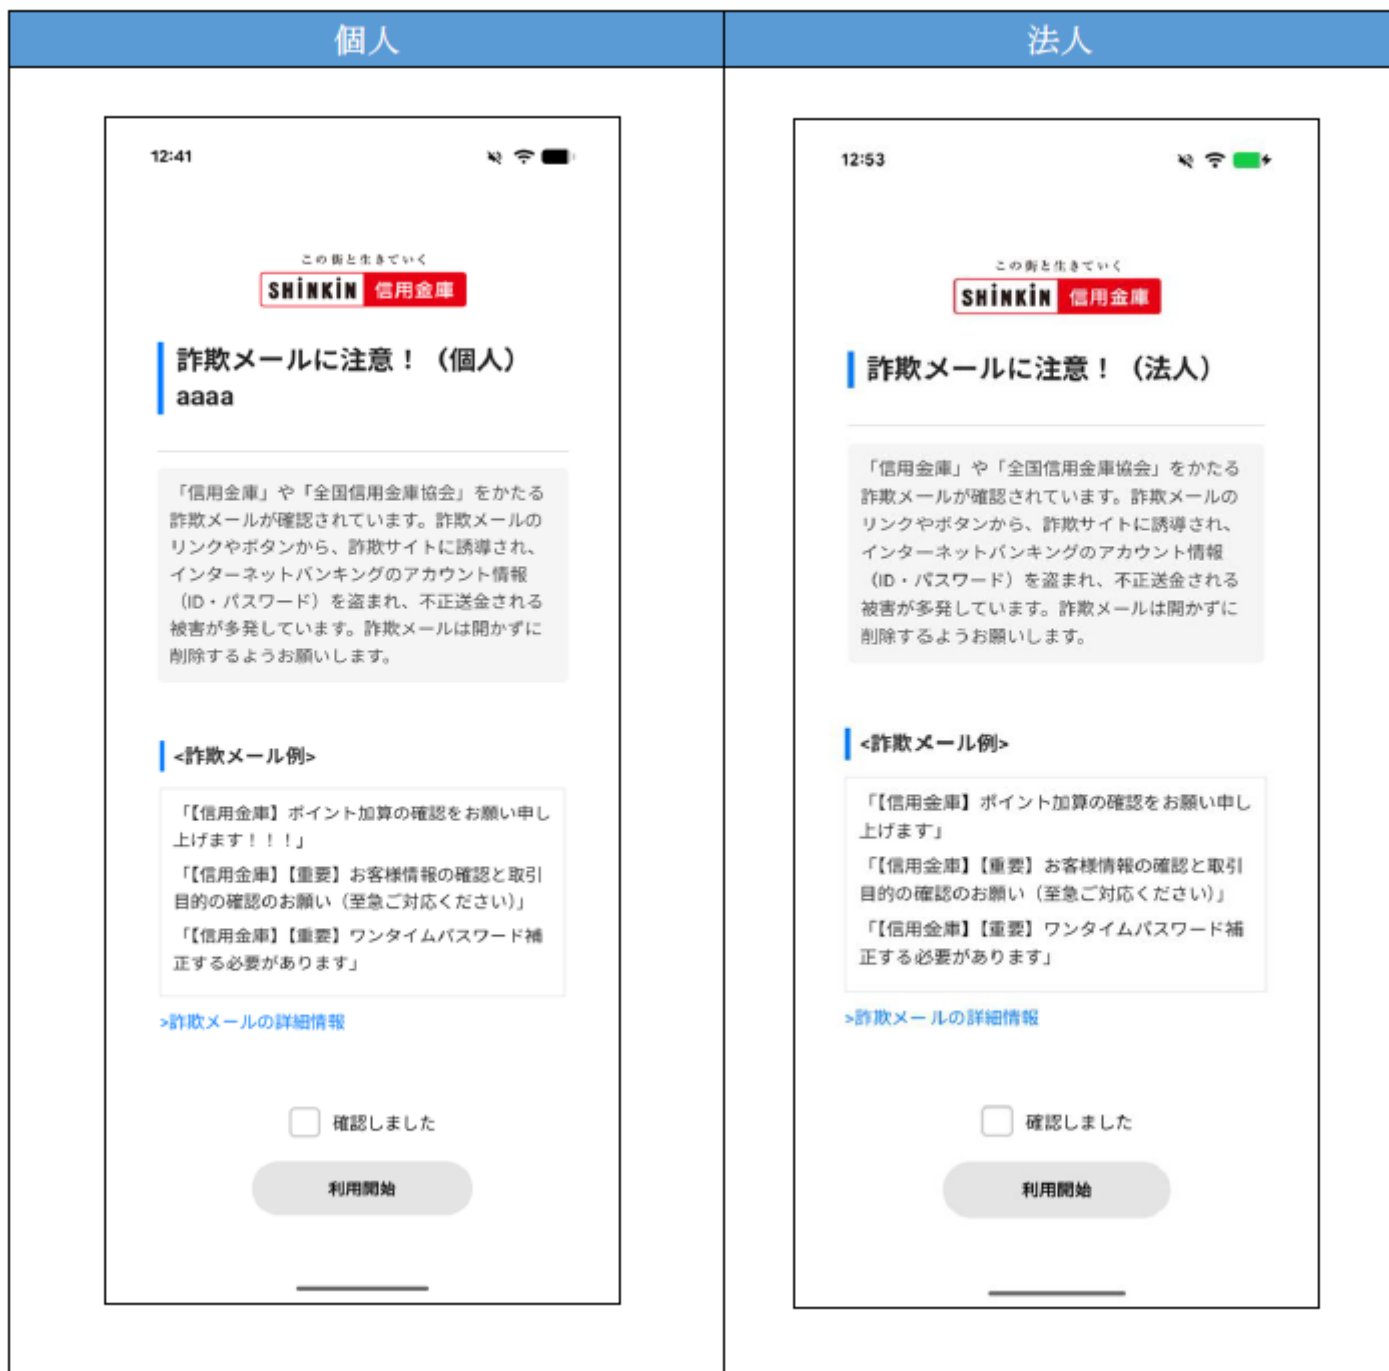 個人
12:41
この街と生きていく
SHiNKiN 信用金庫
詐欺メールに注意！（個人）
aaaa
「信用金庫」や「全国信用金庫協会」をかたる
詐欺メールが確認されています。詐欺メールの
リンクやボタンから、詐欺サイトに誘導され、
インターネットバンキングのアカウント情報
（ID・パスワード）を盗まれ、不正送金される
被害が多発しています。詐欺メールは開かずに
削除するようお願いします。
<詐欺メール例>
「【信用金庫】ポイント加算の確認をお願い申し
上げます！！！」
「【信用金庫】【重要】お客様情報の確認と取引
目的の確認のお願い（至急ご対応ください）」
「【信用金庫】【重要】ワンタイムパスワード補
正する必要があります」
>詐欺メールの詳細情報
確認しました
利用開始
法人
12:53
この街と生きていく
SHiNKiN 信用金庫
詐欺メールに注意！（法人）
「信用金庫」や「全国信用金庫協会」をかたる
詐欺メールが確認されています。詐欺メールの
リンクやボタンから、詐欺サイトに誘導され、
インターネットバンキングのアカウント情報
（ID・パスワード）を盗まれ、不正送金される
被害が多発しています。詐欺メールは開かずに
削除するようお願いします。
<詐欺メール例>
「【信用金庫】ポイント加算の確認をお願い申し
上げます」
「【信用金庫】【重要】お客様情報の確認と取引
目的の確認のお願い（至急ご対応ください）」
「【信用金庫】【重要】ワンタイムパスワード補
正する必要があります」
>詐欺メールの詳細情報
確認しました
利用開始